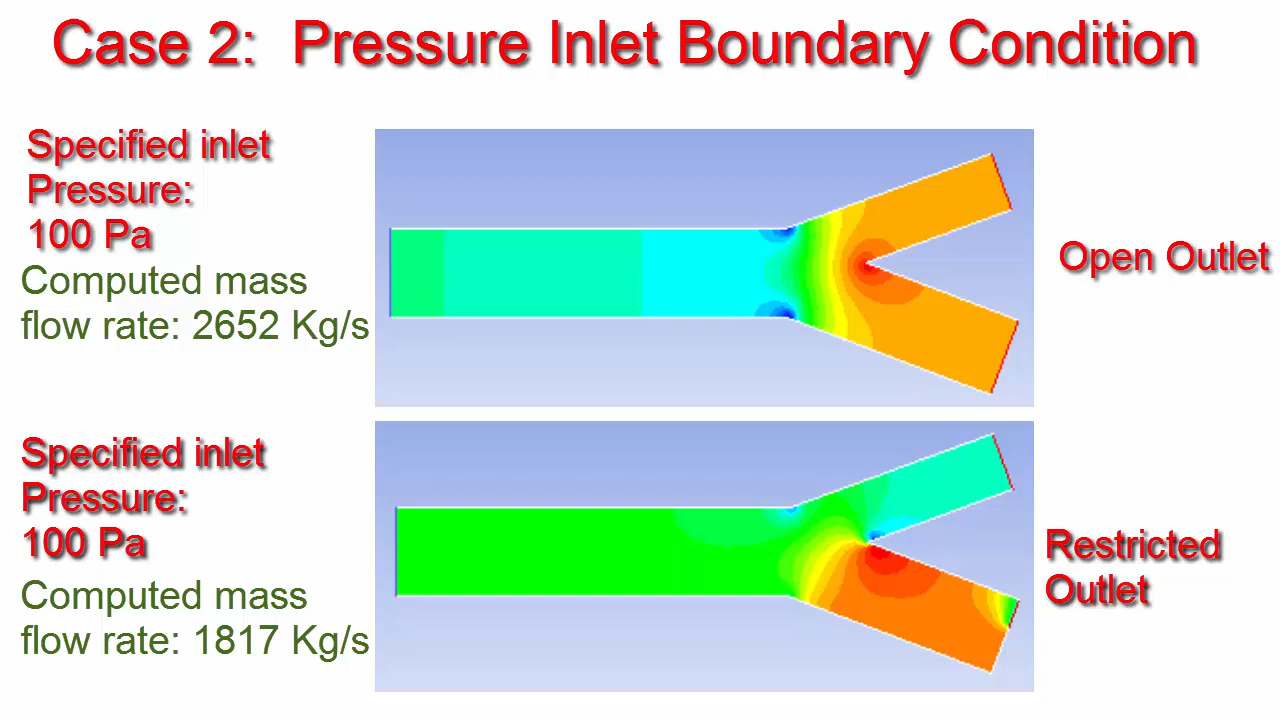 Case 2:  Pressure Inlet Boundary Condition
Specified inlet
Pressure:
100 Pa
Computed mass
flow rate: 2652 Kg/s
Open Outlet
Specified inlet
Pressure:
100 Pa
Computed mass
flow rate: 1817 Kg/s
Restricted
Outlet